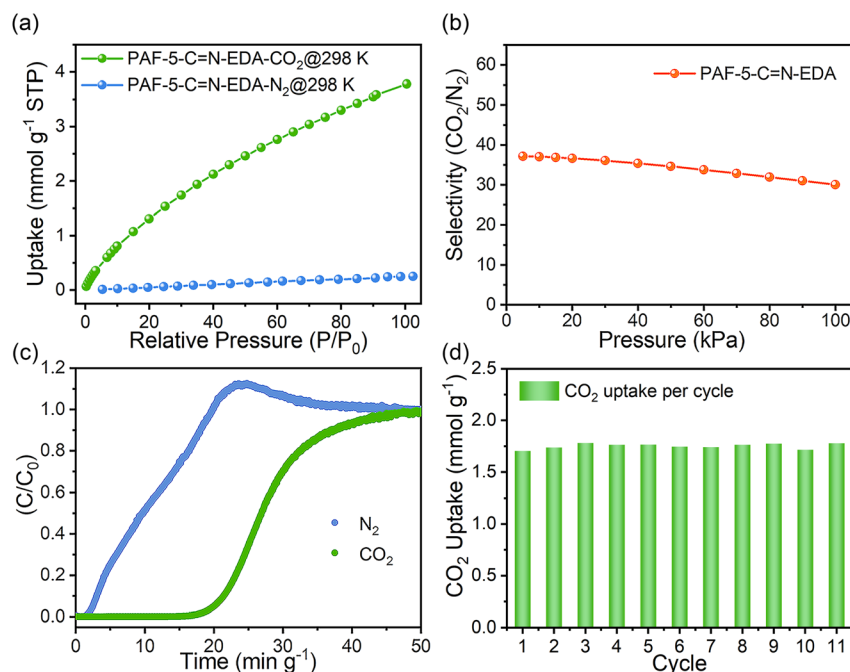 (a)
PAF-5-C=N-EDA-CO₂@298 K
PAF-5-C=N-EDA-N₂@298 K
Uptake (mmol g⁻¹ STP)
4
3
2
1
0
0 20 40 60 80 100
Relative Pressure (P/P₀)
(b)
PAF-5-C=N-EDA
Selectivity (CO₂/N₂)
60
50
40
30
20
10
0
0 20 40 60 80 100
Pressure (kPa)
(c)
(C/C₀)
1.2
1.0
0.8
0.6
0.4
0.2
0.0
N₂
CO₂
0 10 20 30 40 50
Time (min g⁻¹)
(d)
CO₂ uptake per cycle
CO₂ Uptake (mmol g⁻¹)
2.5
2.0
1.5
1.0
0.5
0.0
1 2 3 4 5 6 7 8 9 10 11
Cycle